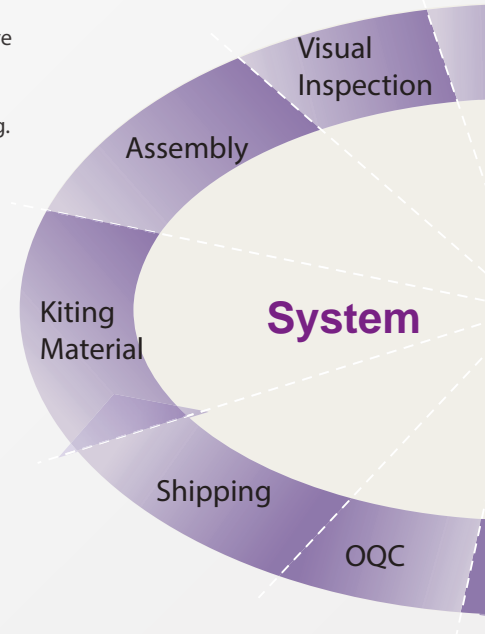 e
g.
Visual
Inspection
Assembly
Kiting
Material
System
Shipping
OQC